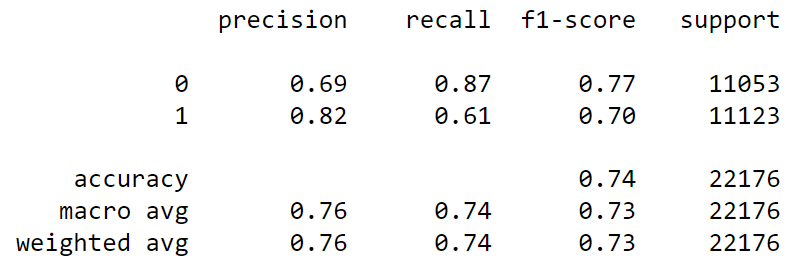 precision recall f1-score support
0 0.69 0.87 0.77 11053
1 0.82 0.61 0.70 11123
accuracy 0.74 22176
macro avg 0.76 0.74 0.73 22176
weighted avg 0.76 0.74 0.73 22176